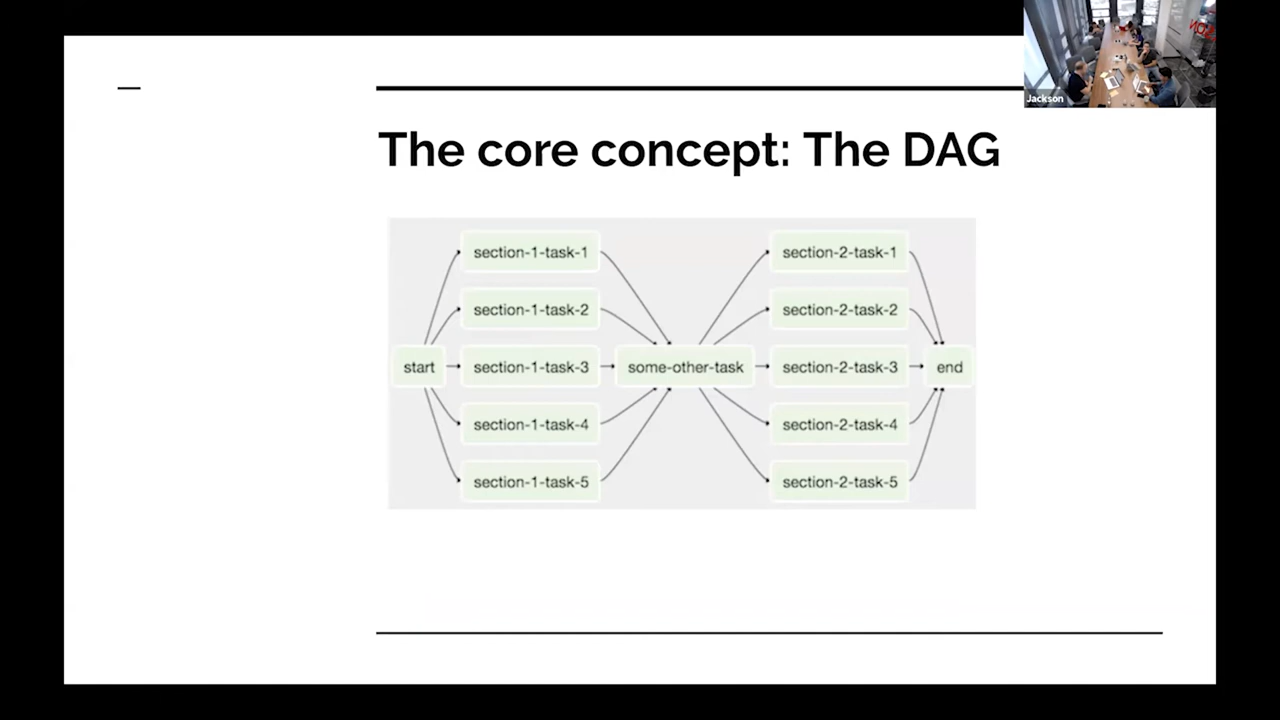 Jackson
The core concept: The DAG
section-1-task-1
section-2-task-1
section-1-task-2
section-2-task-2
start
section-1-task-3
some-other-task
section-2-task-3
end
section-1-task-4
section-2-task-4
section-1-task-5
section-2-task-5